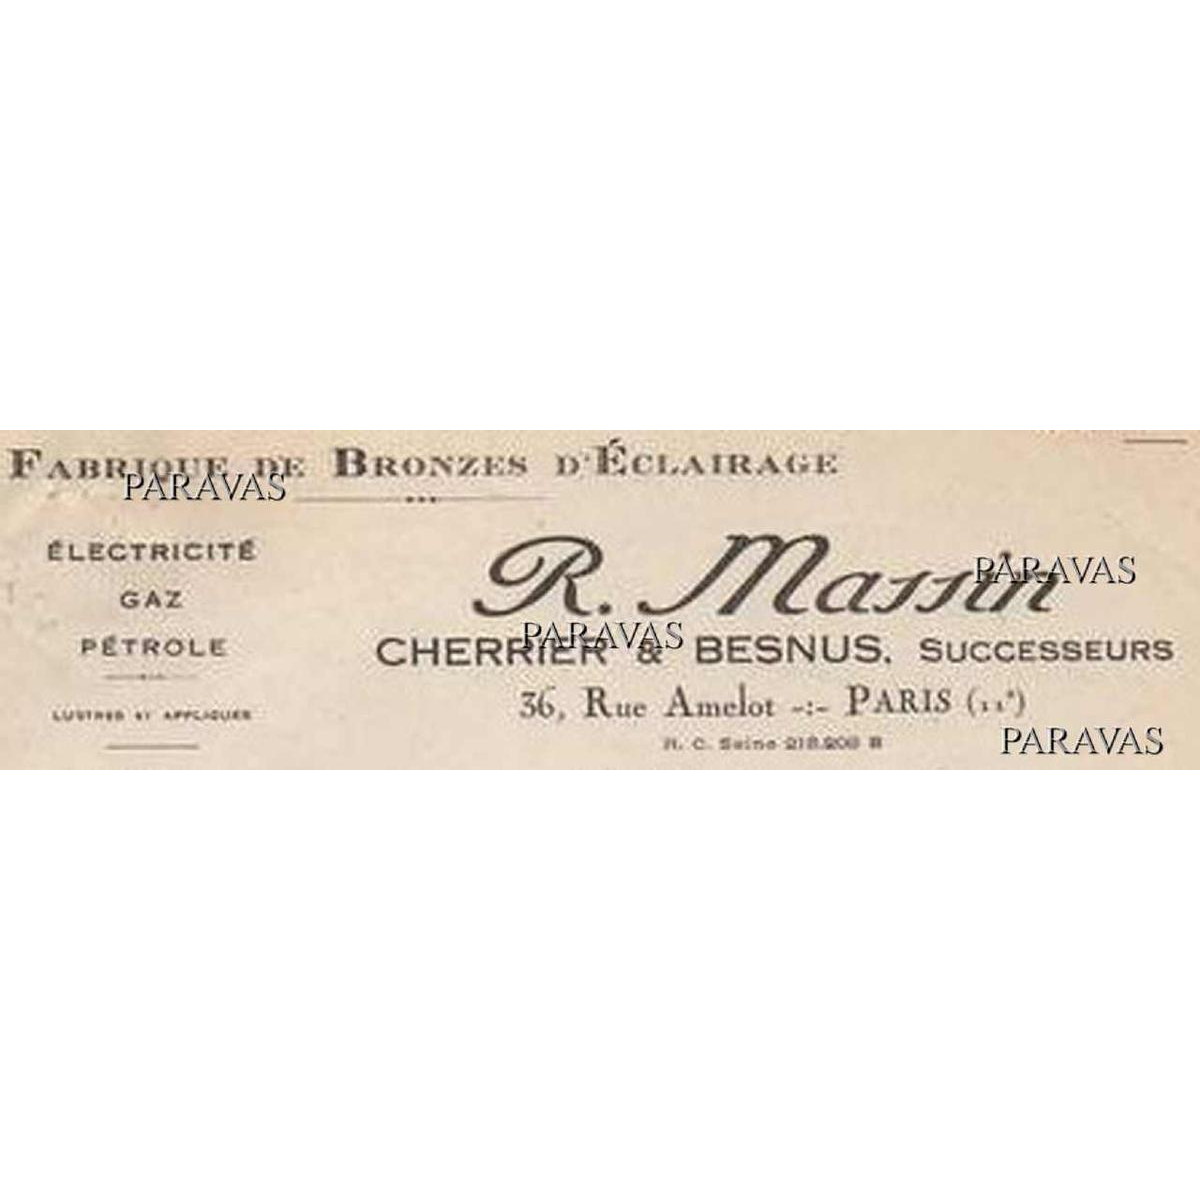 FABRIQUE DE BRONZES D'ÉCLAIRAGE
PARAVAS
ÉLECTRICITÉ
GAZ
PÉTROLE
LUSTRES ET APPLIQUES
R. Massin
PARAVAS
CHERRIER & BESNUS, SUCCESSEURS
PARAVAS
36, Rue Amelot -:- PARIS (11e)
R. C. Seine 218.208 B
PARAVAS